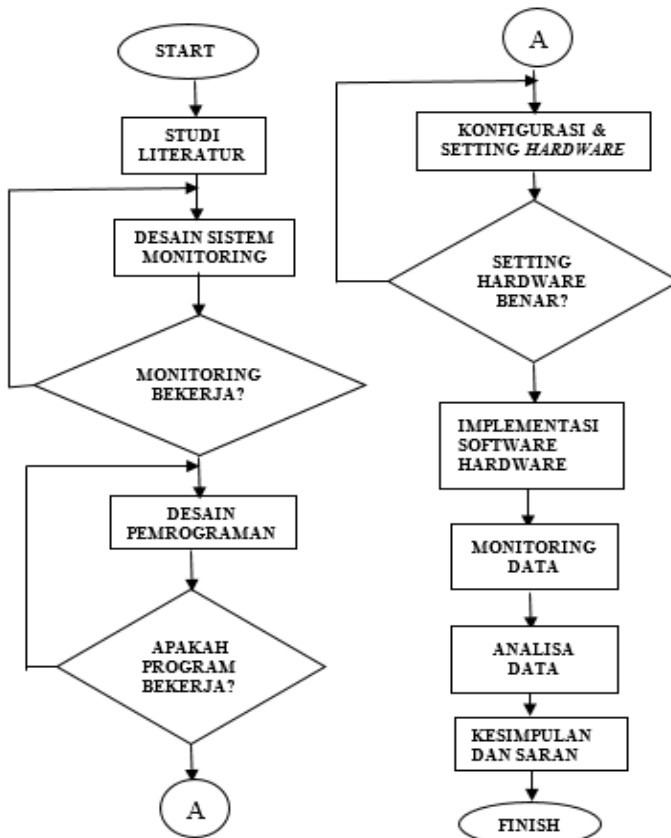 START
STUDI
LITERATUR
DESAIN SISTEM
MONITORING
MONITORING
BEKERJA?
DESAIN
PEMROGRAMAN
APAKAH
PROGRAM
BEKERJA?
A
A
KONFIGURASI &
SETTING HARDWARE
SETTING
HARDWARE
BENAR?
IMPLEMENTASI
SOFTWARE
HARDWARE
MONITORING
DATA
ANALISA
DATA
KESIMPULAN
DAN SARAN
FINISH